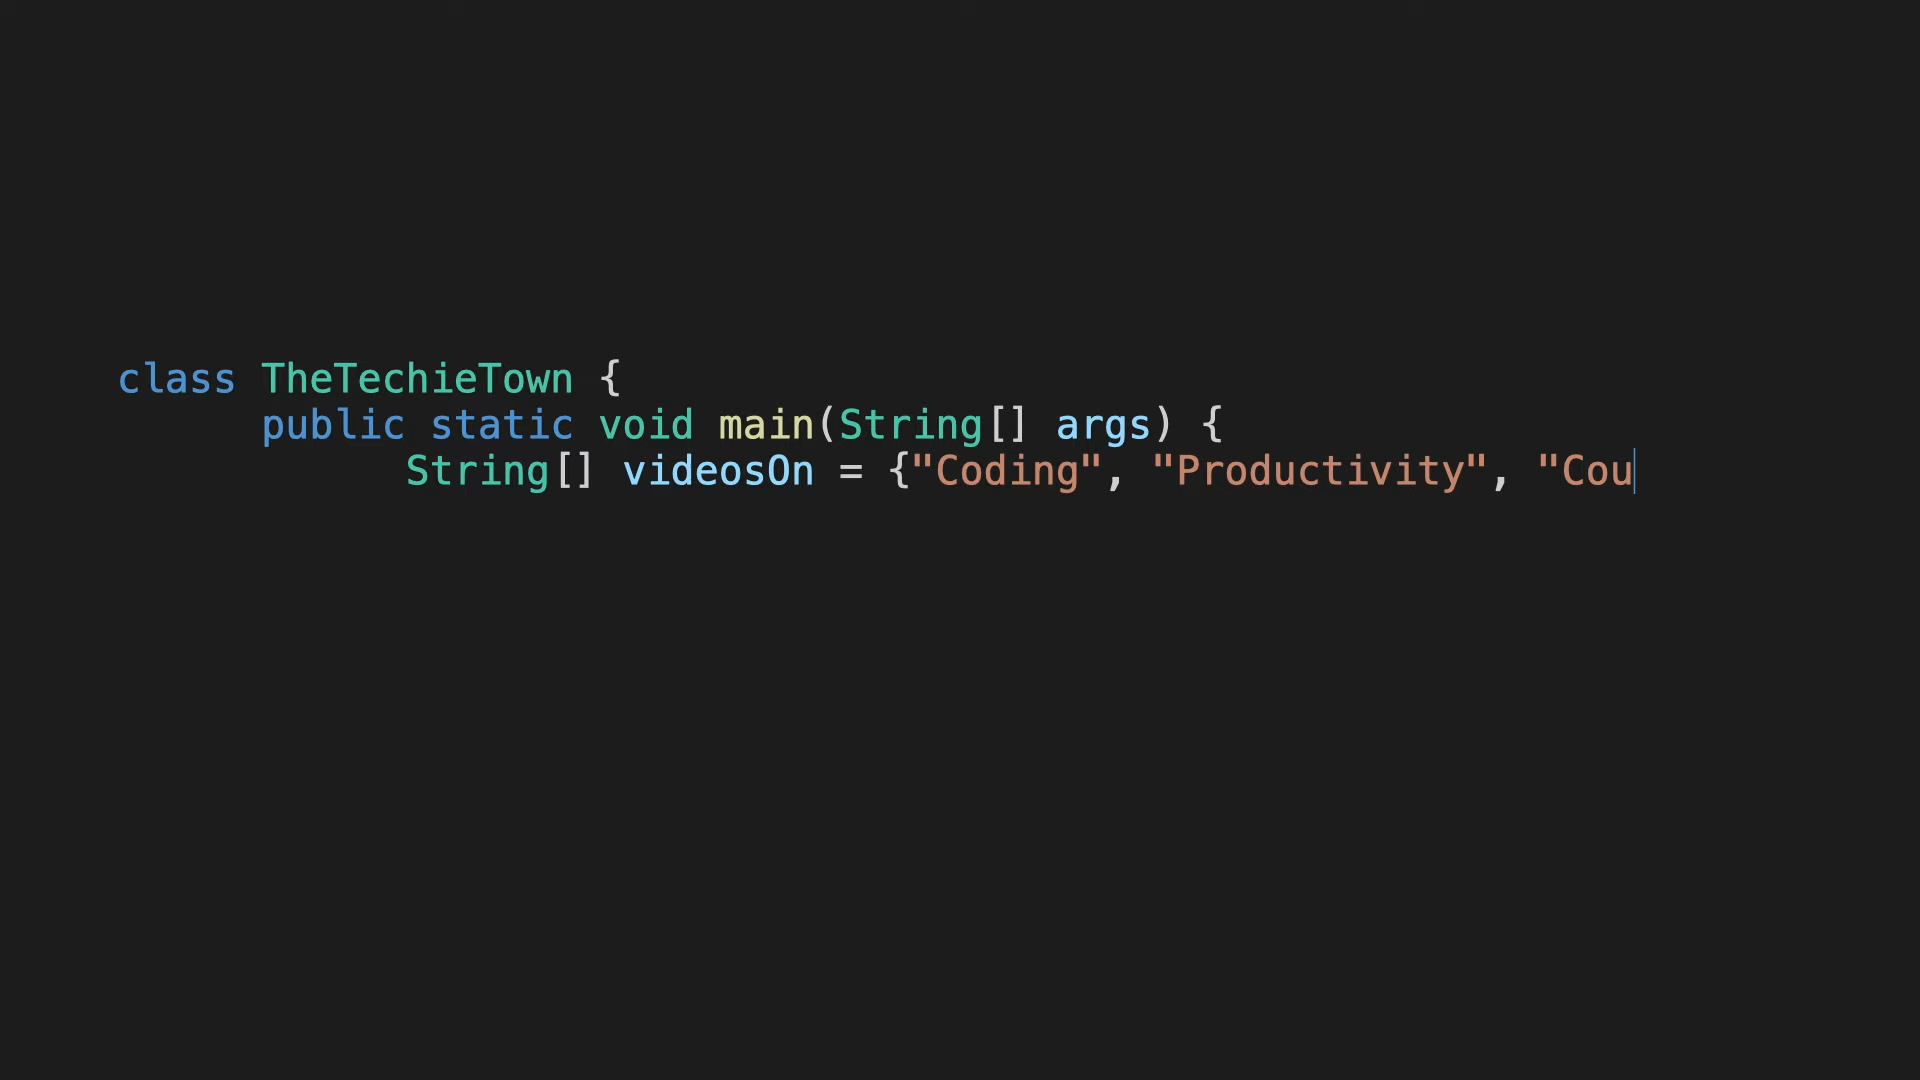 class TheTechieTown {
public static void main(String[] args) {
String[] videosOn = {"Coding", "Productivity", "Cou